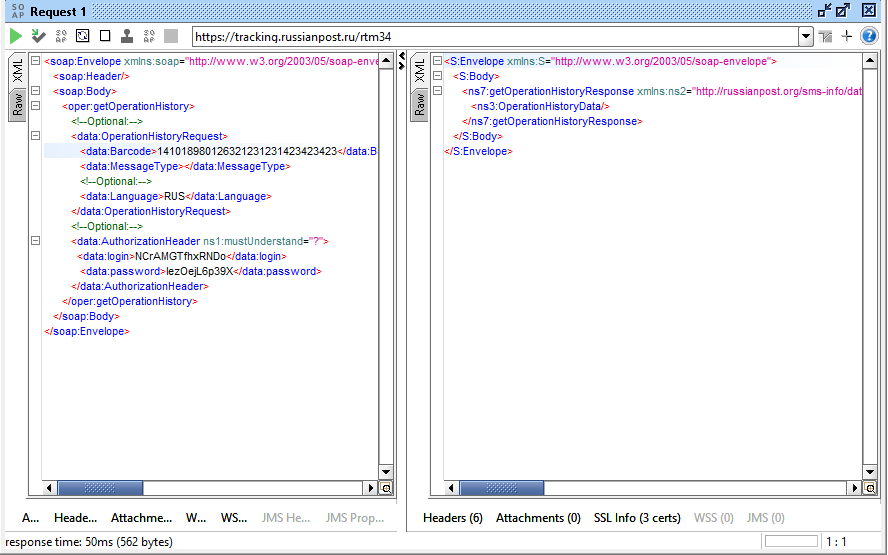 SO AP Request 1
https://tracking.russianpost.ru/rtm34
XML
Raw
<soap:Envelope xmlns:soap="http://www.w3.org/2003/05/soap-enve
<soap:Header/>
<soap:Body>
<oper:getOperationHistory>
<!--Optional:-->
<data:OperationHistoryRequest>
<data:Barcode>141018980126321231231423423423</data:B
<data:MessageType></data:MessageType>
<!--Optional:-->
<data:Language>RUS</data:Language>
</data:OperationHistoryRequest>
<!--Optional:-->
<data:AuthorizationHeader ns1:mustUnderstand="?">
<data:login>NCrAMGTfhxRNDo</data:login>
<data:password>lezOejL6p39X</data:password>
</data:AuthorizationHeader>
</oper:getOperationHistory>
</soap:Body>
</soap:Envelope>
XML
Raw
<S:Envelope xmlns:S="http://www.w3.org/2003/05/soap-envelope">
<S:Body>
<ns7:getOperationHistoryResponse xmlns:ns2="http://russianpost.org/sms-info/dat
<ns3:OperationHistoryData/>
</ns7:getOperationHistoryResponse>
</S:Body>
</S:Envelope>
A... Heade... Attachme... W... WS... JMS He... JMS Prop...
Headers (6) Attachments (0) SSL Info (3 certs) WSS (0) JMS (0)
response time: 50ms (562 bytes)
1 : 1